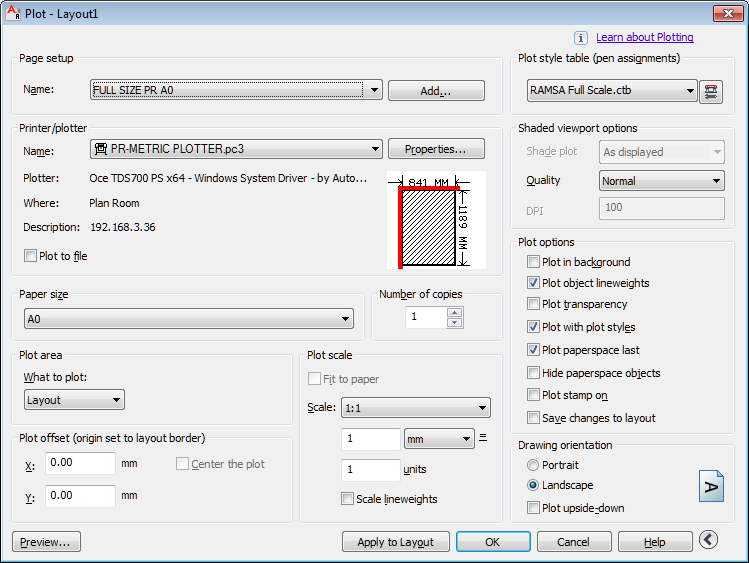 Plot - Layout1
Learn about Plotting
Page setup
Name:
FULL SIZE PR A0
Add...
Printer/plotter
Name:
PR-METRIC PLOTTER.pc3
Properties...
Plotter:
Oce TDS700 PS x64 - Windows System Driver - by Auto...
Where:
Plan Room
Description:
192.168.3.36
Plot to file
841 MM
1189 MM
Paper size
A0
Number of copies
1
Plot area
What to plot:
Layout
Plot offset (origin set to layout border)
X:
0.00
mm
Center the plot
Y:
0.00
mm
Plot scale
Fit to paper
Scale:
1:1
1
mm
=
1
units
Scale lineweights
Plot style table (pen assignments)
RAMSA Full Scale.ctb
Shaded viewport options
Shade plot
As displayed
Quality
Normal
DPI
100
Plot options
Plot in background
Plot object lineweights
Plot transparency
Plot with plot styles
Plot paperspace last
Hide paperspace objects
Plot stamp on
Save changes to layout
Drawing orientation
Portrait
Landscape
Plot upside-down
A
Preview...
Apply to Layout
OK
Cancel
Help